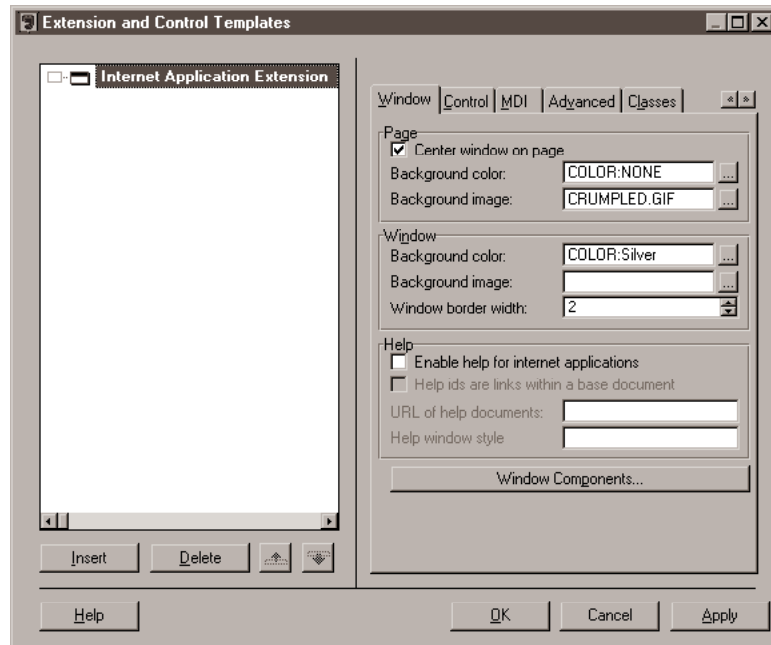 Extension and Control Templates
Internet Application Extension
Window Control MDI Advanced Classes
Page
Center window on page
Background color: COLOR:NONE ...
Background image: CRUMPLED.GIF ...
Window
Background color: COLOR:Silver ...
Background image: ...
Window border width: 2
Help
Enable help for internet applications
Help ids are links within a base document
URL of help documents:
Help window style
Window Components...
Insert Delete
Help OK Cancel Apply